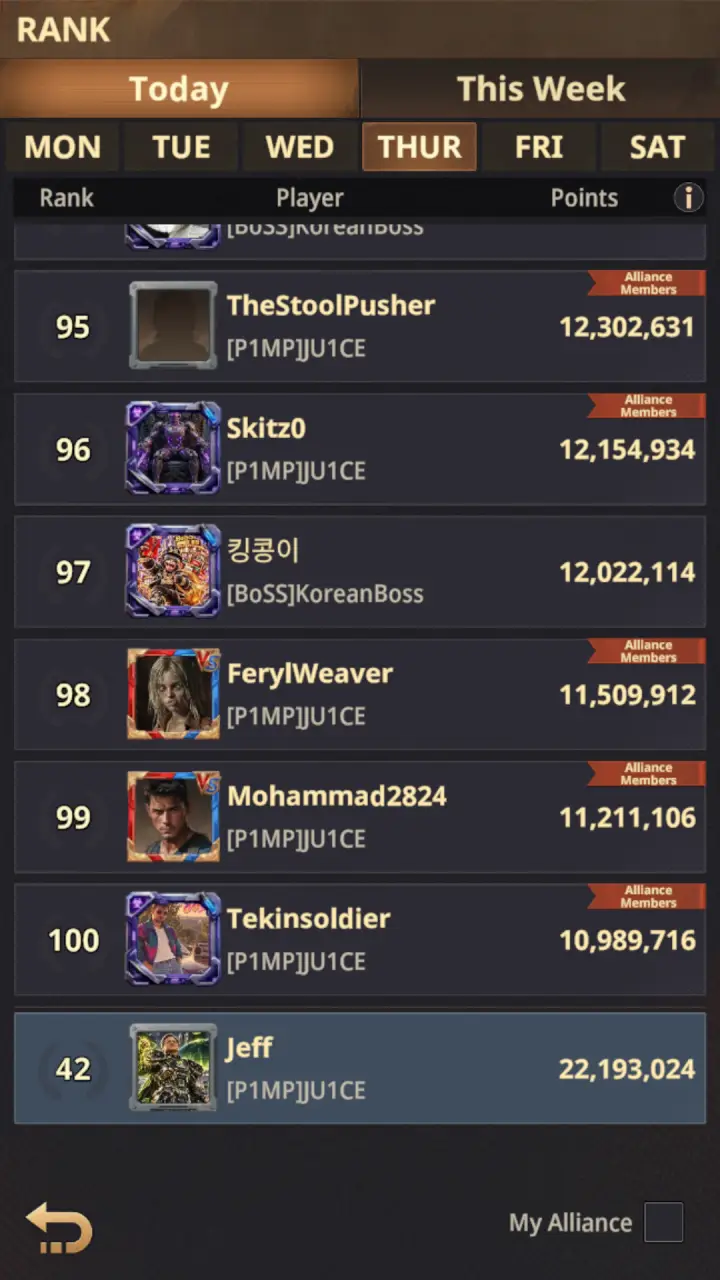 RANK
Today
This Week
MON TUE WED THUR FRI SAT
Rank Player Points
[BoSS]KoreanBoss
Alliance Members
95 TheStoolPusher 12,302,631
[P1MP]JU1CE
Alliance Members
96 Skitz0 12,154,934
[P1MP]JU1CE
97 킹콩이 12,022,114
[BoSS]KoreanBoss
Alliance Members
98 FerylWeaver 11,509,912
[P1MP]JU1CE
Alliance Members
99 Mohammad2824 11,211,106
[P1MP]JU1CE
Alliance Members
100 Tekinsoldier 10,989,716
[P1MP]JU1CE
42 Jeff 22,193,024
[P1MP]JU1CE
My Alliance